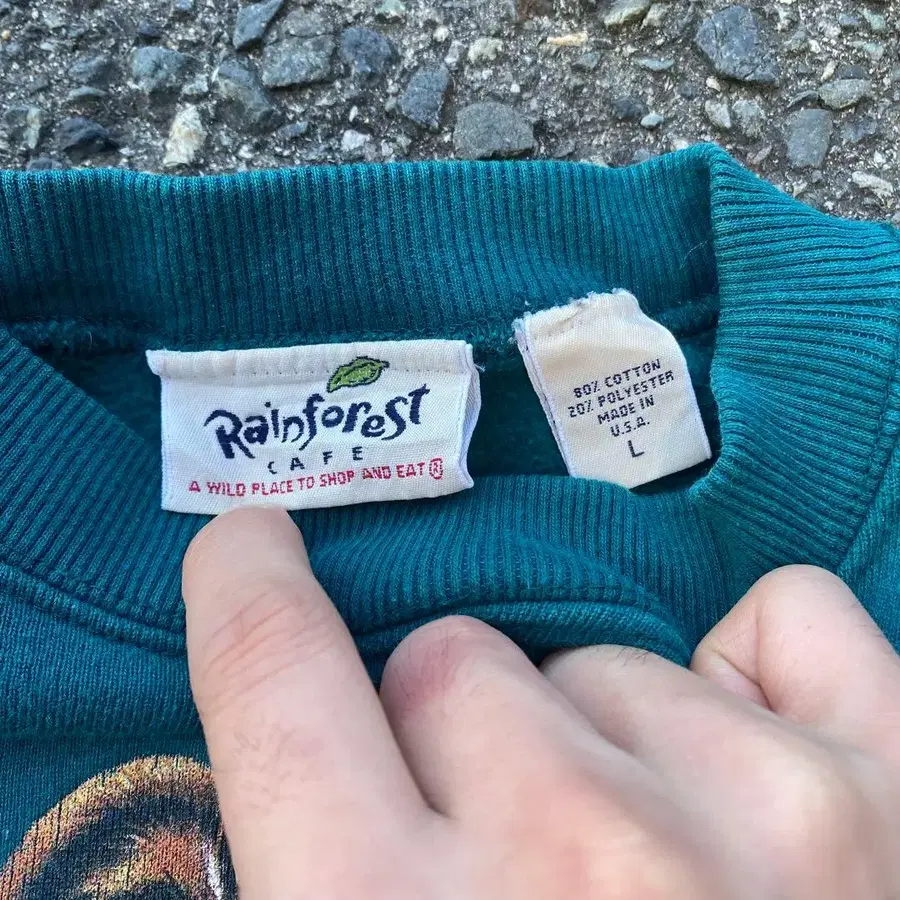 Rainforest
CAFE
A WILD PLACE TO SHOP AND EAT ®
80% COTTON
20% POLYESTER
MADE IN
U.S.A.
L